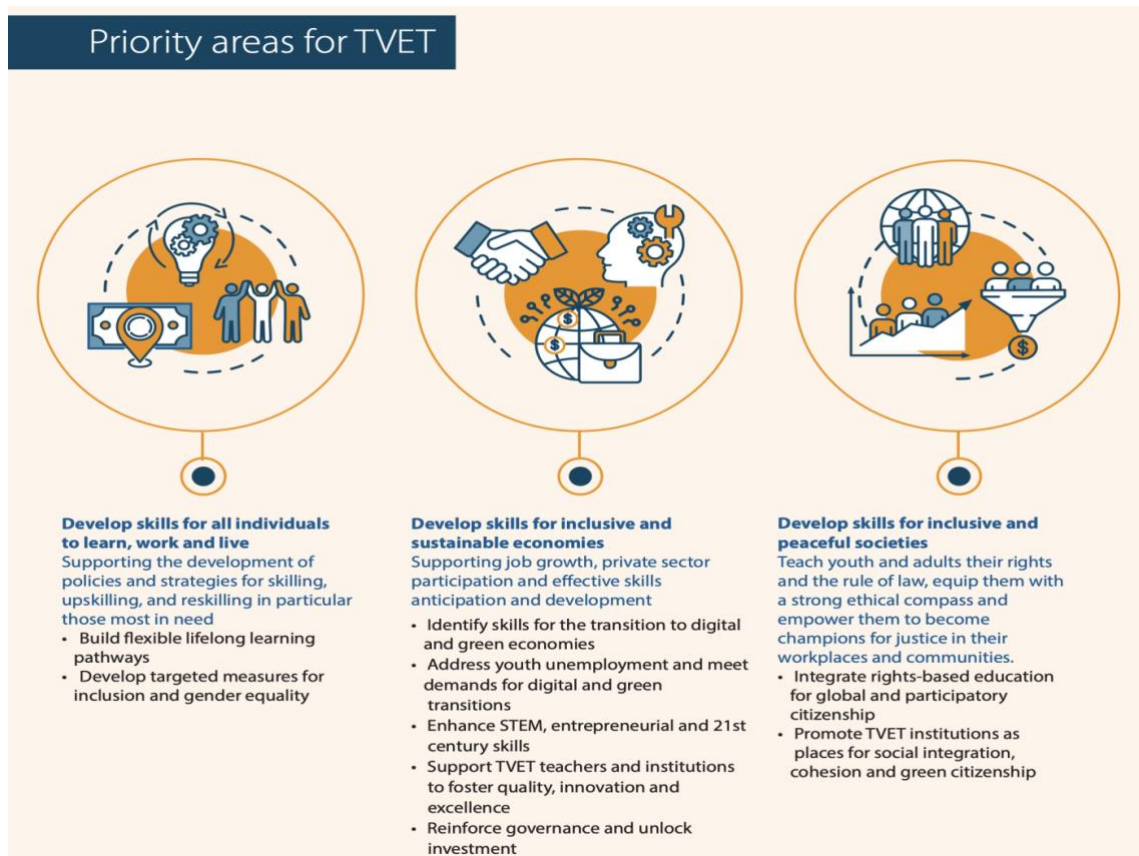 Priority areas for TVET
Develop skills for all individuals
to learn, work and live
Supporting the development of
policies and strategies for skilling,
upskilling, and reskilling in particular
those most in need
• Build flexible lifelong learning
pathways
• Develop targeted measures for
inclusion and gender equality
Develop skills for inclusive and
sustainable economies
Supporting job growth, private sector
participation and effective skills
anticipation and development
• Identify skills for the transition to digital
and green economies
• Address youth unemployment and meet
demands for digital and green
transitions
• Enhance STEM, entrepreneurial and 21st
century skills
• Support TVET teachers and institutions
to foster quality, innovation and
excellence
• Reinforce governance and unlock
investment
Develop skills for inclusive and
peaceful societies
Teach youth and adults their rights
and the rule of law, equip them with
a strong ethical compass and
empower them to become
champions for justice in their
workplaces and communities.
• Integrate rights-based education
for global and participatory
citizenship
• Promote TVET institutions as
places for social integration,
cohesion and green citizenship
$
$
$